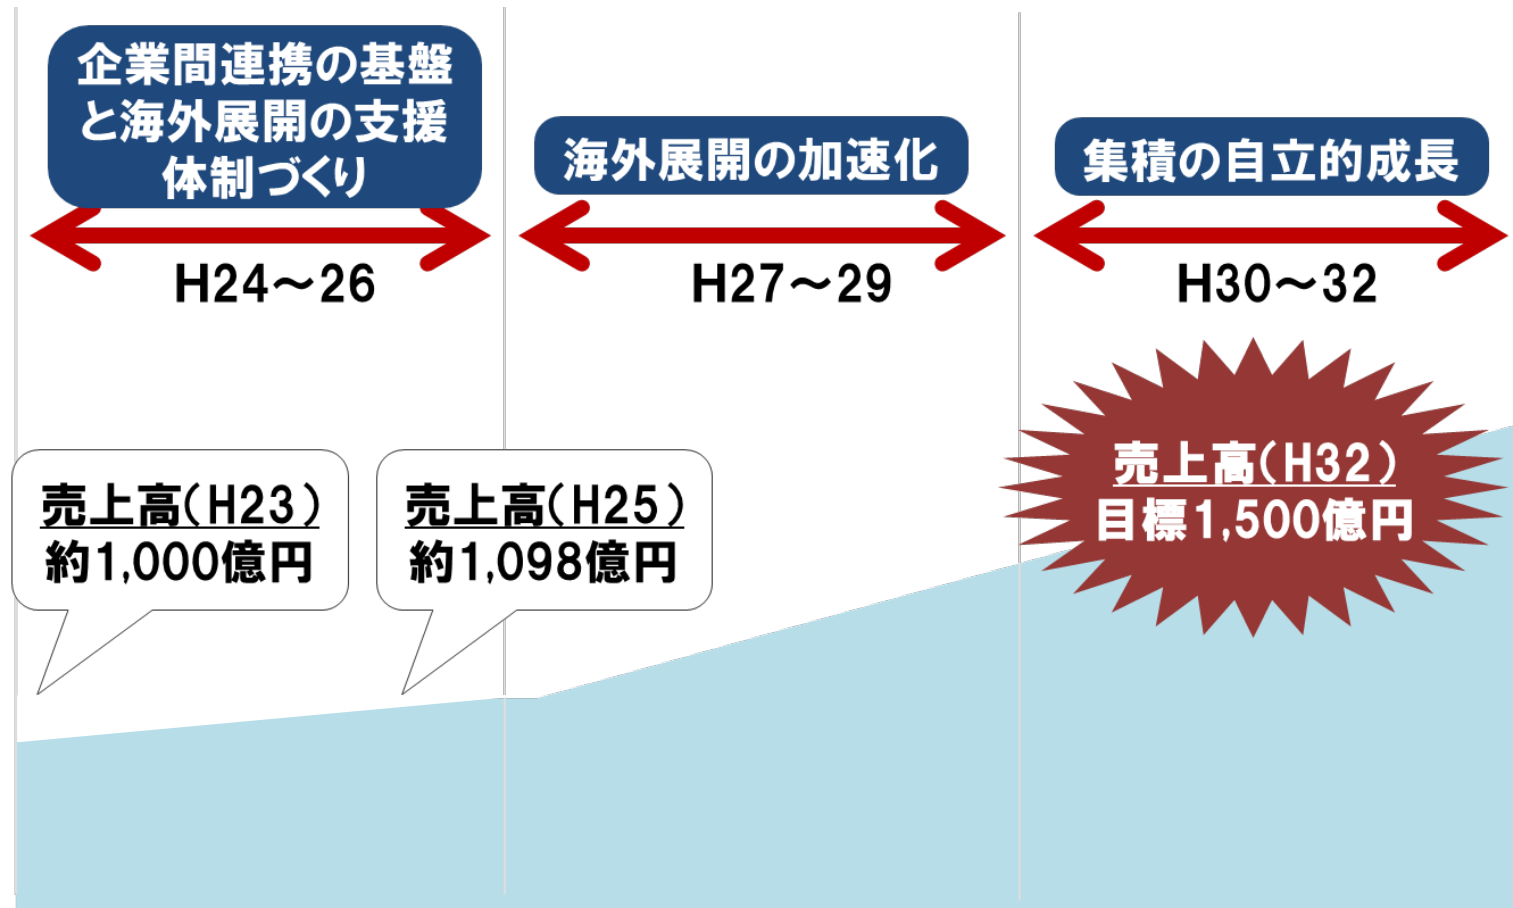 企業間連携の基盤
と海外展開の支援
体制づくり
海外展開の加速化
集積の自立的成長
H24～26
H27～29
H30～32
売上高（H23）
約1,000億円
売上高（H25）
約1,098億円
売上高（H32）
目標1,500億円